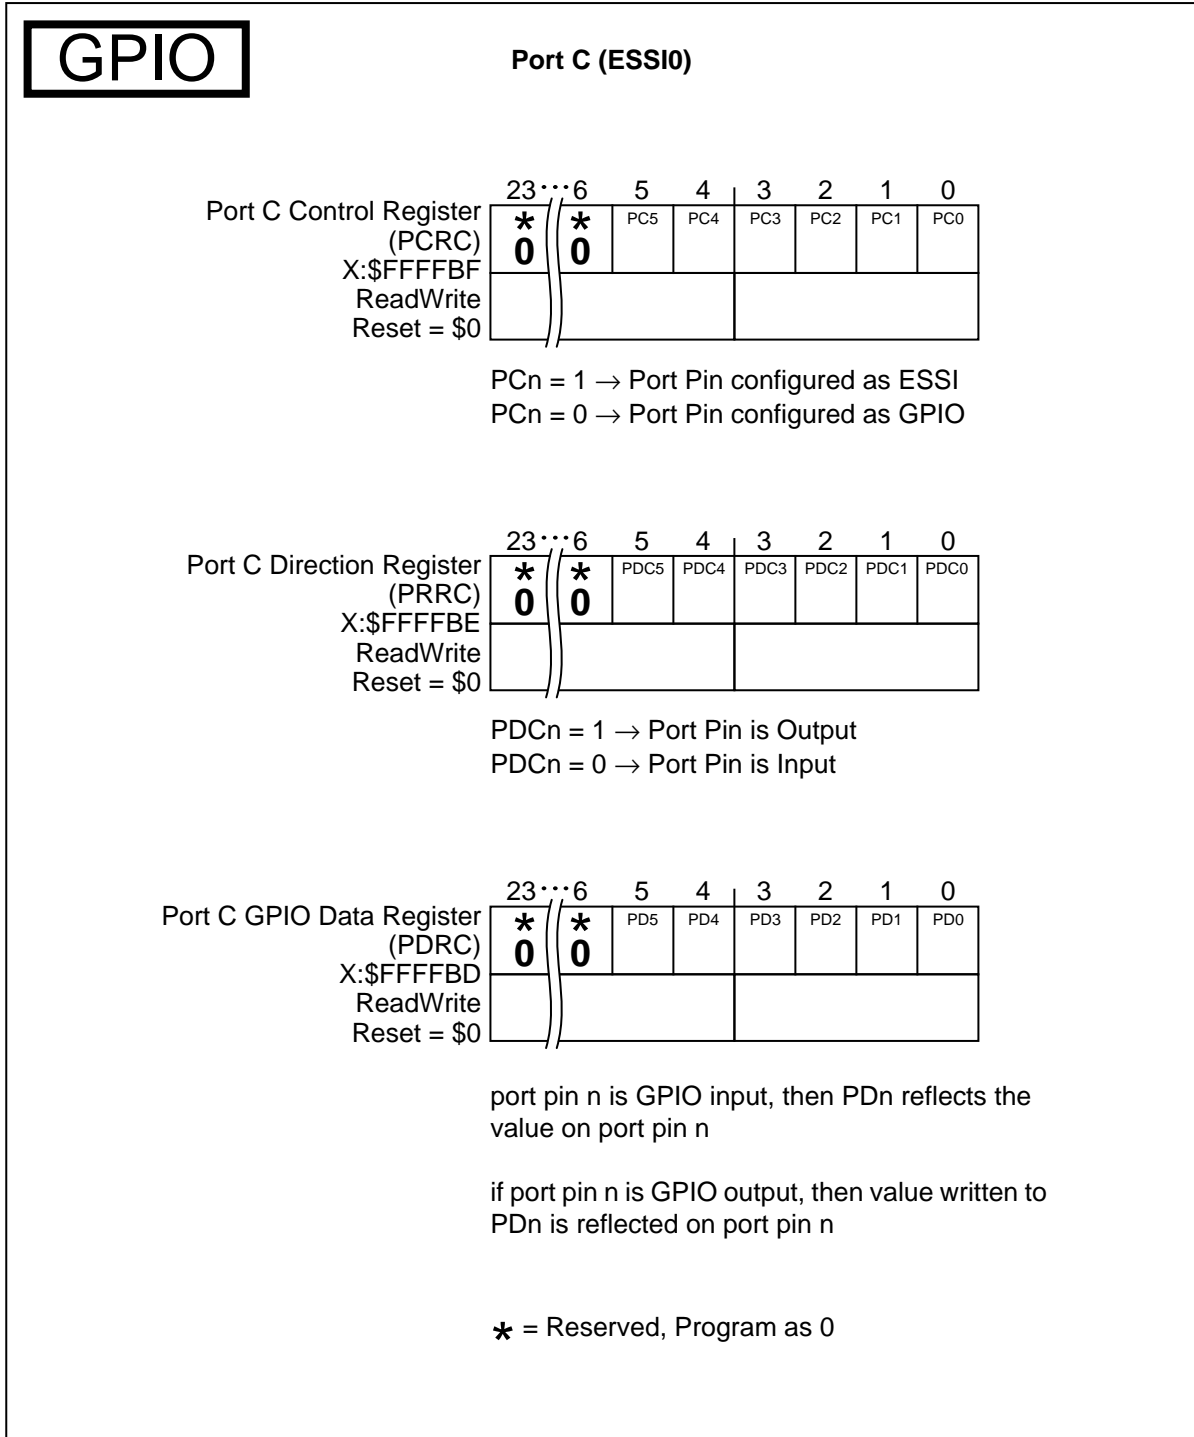 GPIO
Port C (ESSI0)
23 ··· 6 5 4 3 2 1 0
Port C Control Register
(PCRC)
X:$FFFFBF
ReadWrite
Reset = $0
* * PC5 PC4 PC3 PC2 PC1 PC0
0 0
PCn = 1 → Port Pin configured as ESSI
PCn = 0 → Port Pin configured as GPIO
23 ··· 6 5 4 3 2 1 0
Port C Direction Register
(PRRC)
X:$FFFFBE
ReadWrite
Reset = $0
* * PDC5 PDC4 PDC3 PDC2 PDC1 PDC0
0 0
PDCn = 1 → Port Pin is Output
PDCn = 0 → Port Pin is Input
23 ··· 6 5 4 3 2 1 0
Port C GPIO Data Register
(PDRC)
X:$FFFFBD
ReadWrite
Reset = $0
* * PD5 PD4 PD3 PD2 PD1 PD0
0 0
port pin n is GPIO input, then PDn reflects the
value on port pin n
if port pin n is GPIO output, then value written to
PDn is reflected on port pin n
* = Reserved, Program as 0